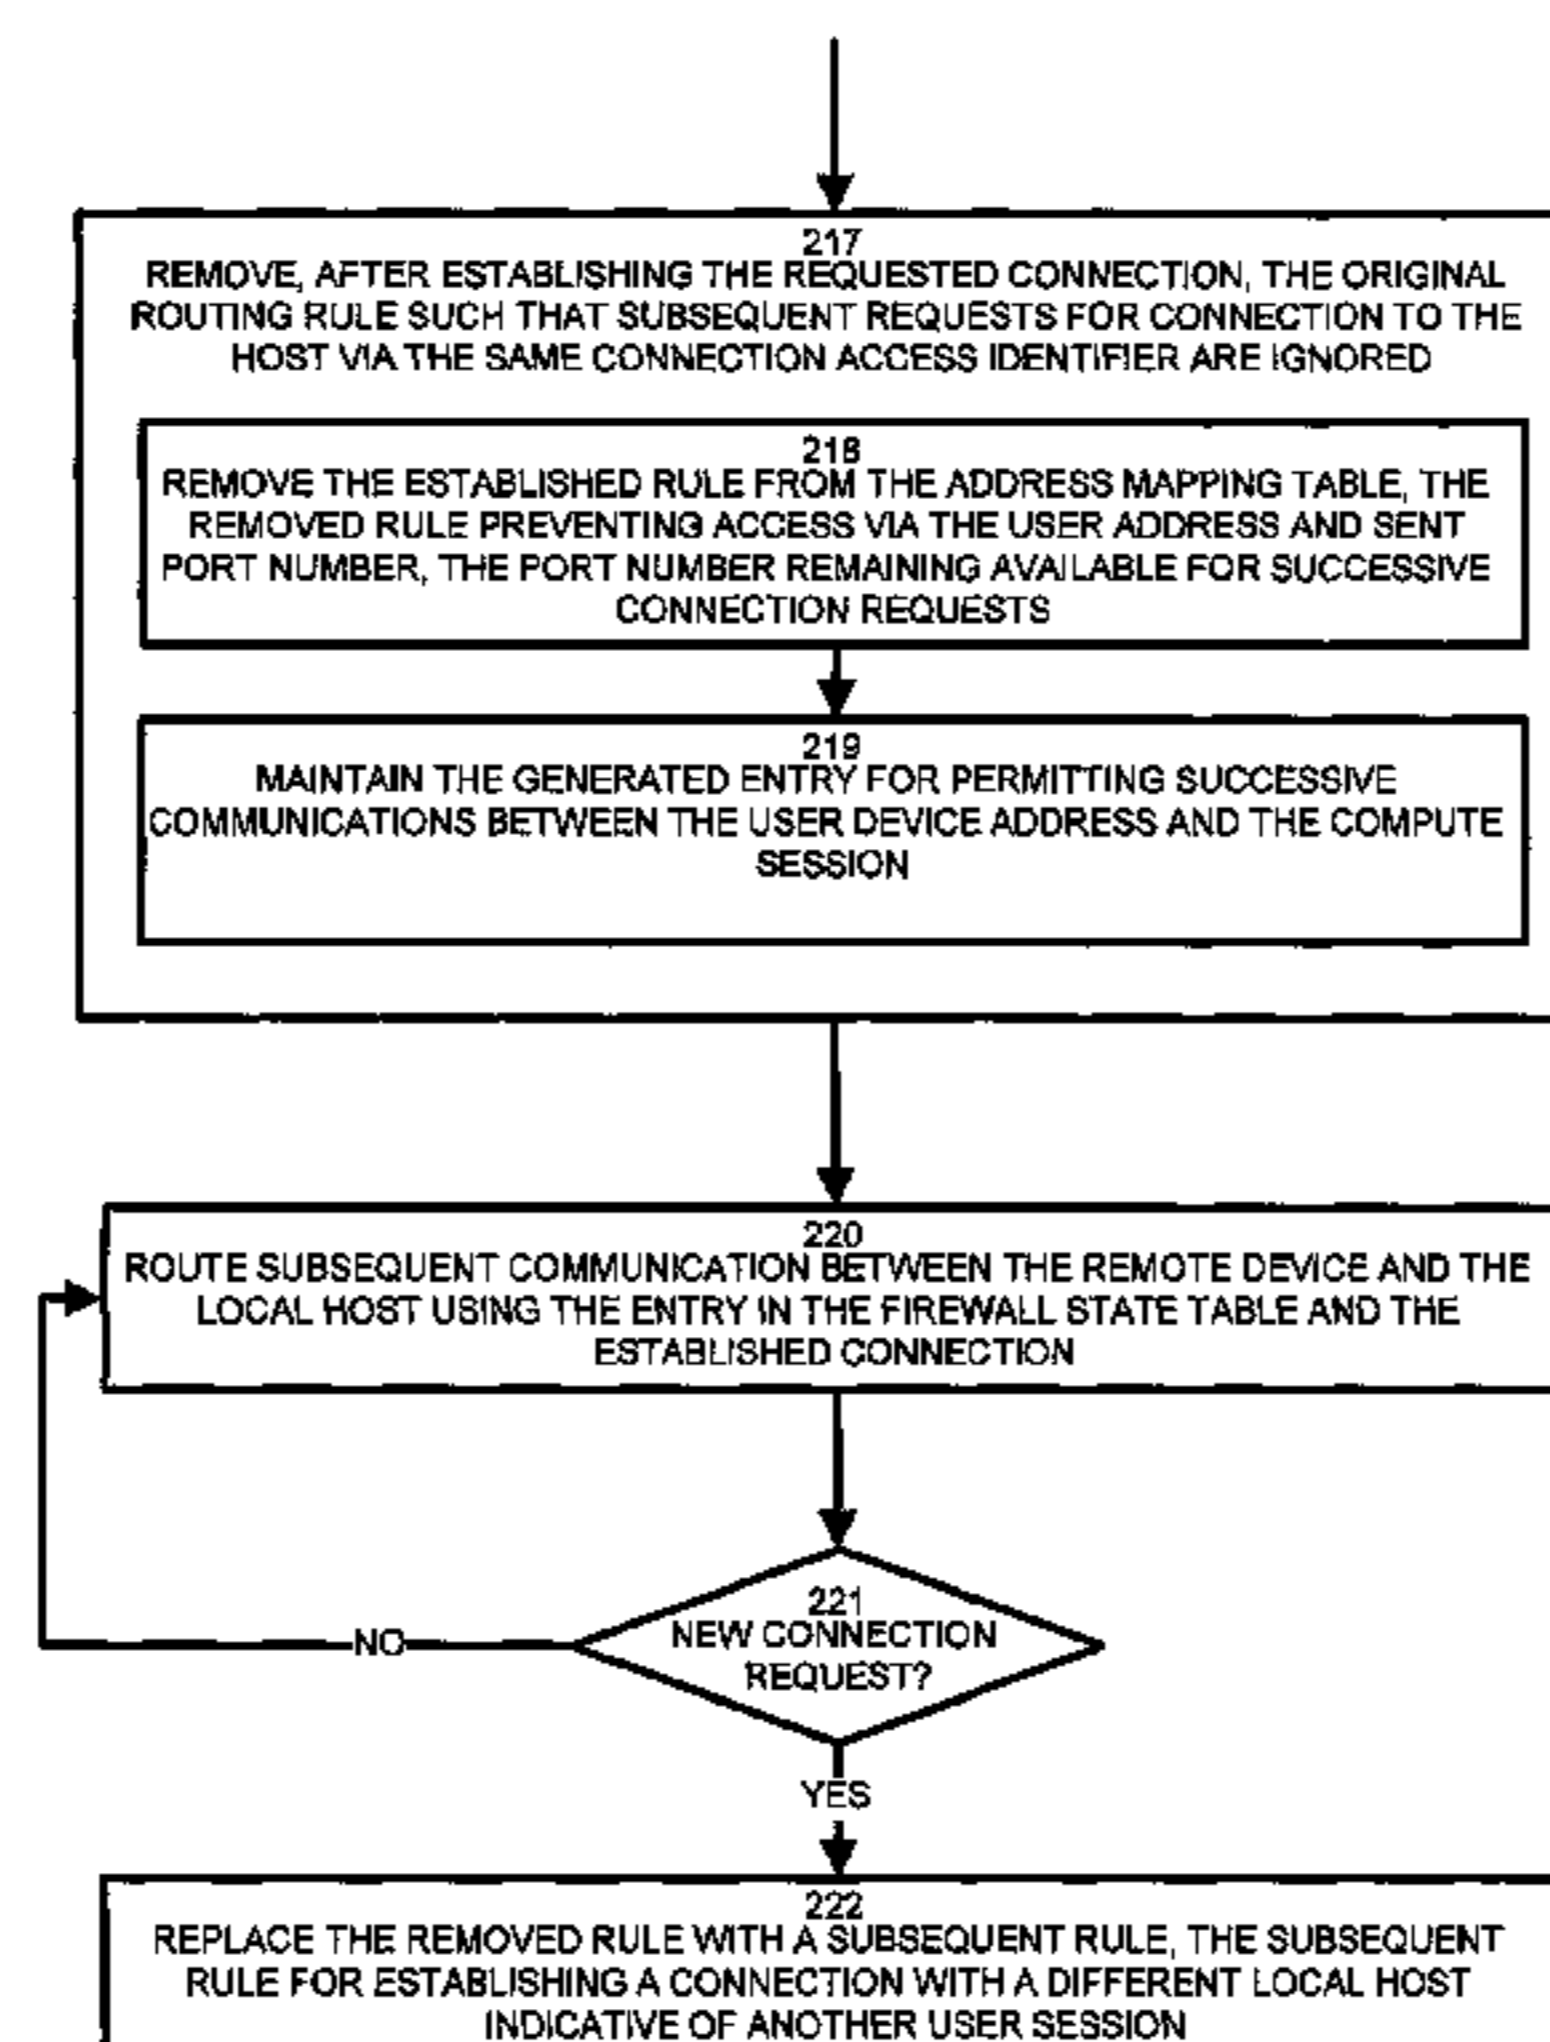 217
REMOVE, AFTER ESTABLISHING THE REQUESTED CONNECTION, THE ORIGINAL
ROUTING RULE SUCH THAT SUBSEQUENT REQUESTS FOR CONNECTION TO THE
HOST VIA THE SAME CONNECTION ACCESS IDENTIFIER ARE IGNORED
218
REMOVE THE ESTABLISHED RULE FROM THE ADDRESS MAPPING TABLE, THE
REMOVED RULE PREVENTING ACCESS VIA THE USER ADDRESS AND SENT
PORT NUMBER, THE PORT NUMBER REMAINING AVAILABLE FOR SUCCESSIVE
CONNECTION REQUESTS
219
MAINTAIN THE GENERATED ENTRY FOR PERMITTING SUCCESSIVE
COMMUNICATIONS BETWEEN THE USER DEVICE ADDRESS AND THE COMPUTE
SESSION
220
ROUTE SUBSEQUENT COMMUNICATION BETWEEN THE REMOTE DEVICE AND THE
LOCAL HOST USING THE ENTRY IN THE FIREWALL STATE TABLE AND THE
ESTABLISHED CONNECTION
221
NEW CONNECTION
REQUEST?
NO
YES
222
REPLACE THE REMOVED RULE WITH A SUBSEQUENT RULE, THE SUBSEQUENT
RULE FOR ESTABLISHING A CONNECTION WITH A DIFFERENT LOCAL HOST
INDICATIVE OF ANOTHER USER SESSION